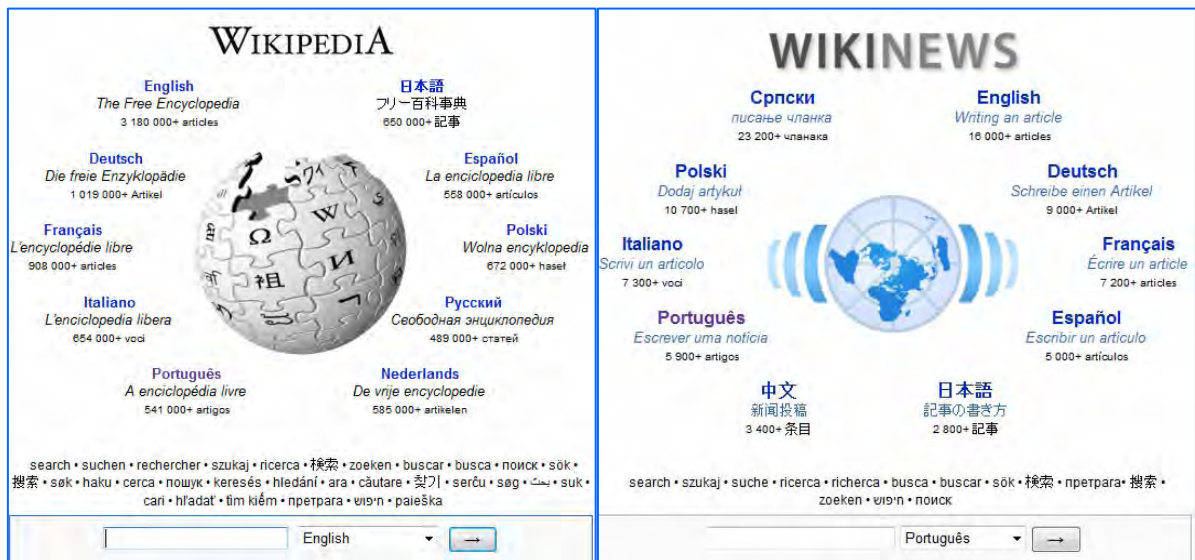 WIKIPEDIA
English
The Free Encyclopedia
3 180 000+ articles
日本語
フリー百科事典
650 000+ 記事
Deutsch
Die freie Enzyklopädie
1 019 000+ Artikel
Español
La enciclopedia libre
558 000+ artículos
Français
L'encyclopédie libre
908 000+ articles
Polski
Wolna encyklopedia
672 000+ haseł
Italiano
L'enciclopedia libera
654 000+ voci
Русский
Свободная энциклопедия
489 000+ статей
Português
A enciclopédia livre
541 000+ artigos
Nederlands
De vrije encyclopedie
585 000+ artikelen
Ω
W
祖
И
search • suchen • rechercher • szukaj • ricerca • 検索 • zoeken • buscar • busca • поиск • sök •
搜索 • søk • haku • cerca • пошук • keresés • hledání • ara • căutare • 찾기 • serĉu • søg • بحث • suk •
cari • hľadať • tìm kiếm • претрага • חיפוש • paieška
English
→
WIKINEWS
Српски
писање чланка
23 200+ чланака
English
Writing an article
16 000+ articles
Polski
Dodaj artykuł
10 700+ haseł
Deutsch
Schreibe einen Artikel
9 000+ Artikel
Italiano
Scrivi un articolo
7 300+ voci
Français
Écrire un article
7 200+ articles
Português
Escrever uma notícia
5 900+ artigos
Español
Escribir un artículo
5 000+ artículos
中文
新闻投稿
3 400+ 条目
日本語
記事の書き方
2 800+ 記事
search • szukaj • suche • ricerca • richerca • busca • buscar • sök • 検索 • претрага• 搜索 •
zoeken • חיפוש • поиск
Português
→